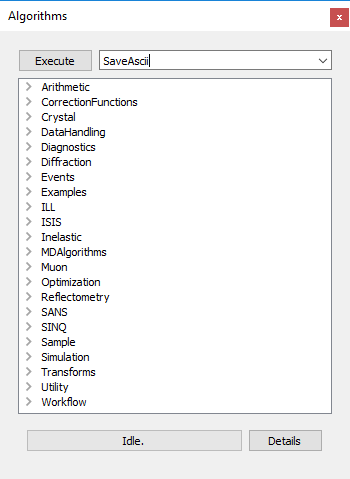 Algorithms
x
Execute SaveAscii
Arithmetic
CorrectionFunctions
Crystal
DataHandling
Diagnostics
Diffraction
Events
Examples
ILL
ISIS
Inelastic
MDAlgorithms
Muon
Optimization
Reflectometry
SANS
SINQ
Sample
Simulation
Transforms
Utility
Workflow
Idle. Details